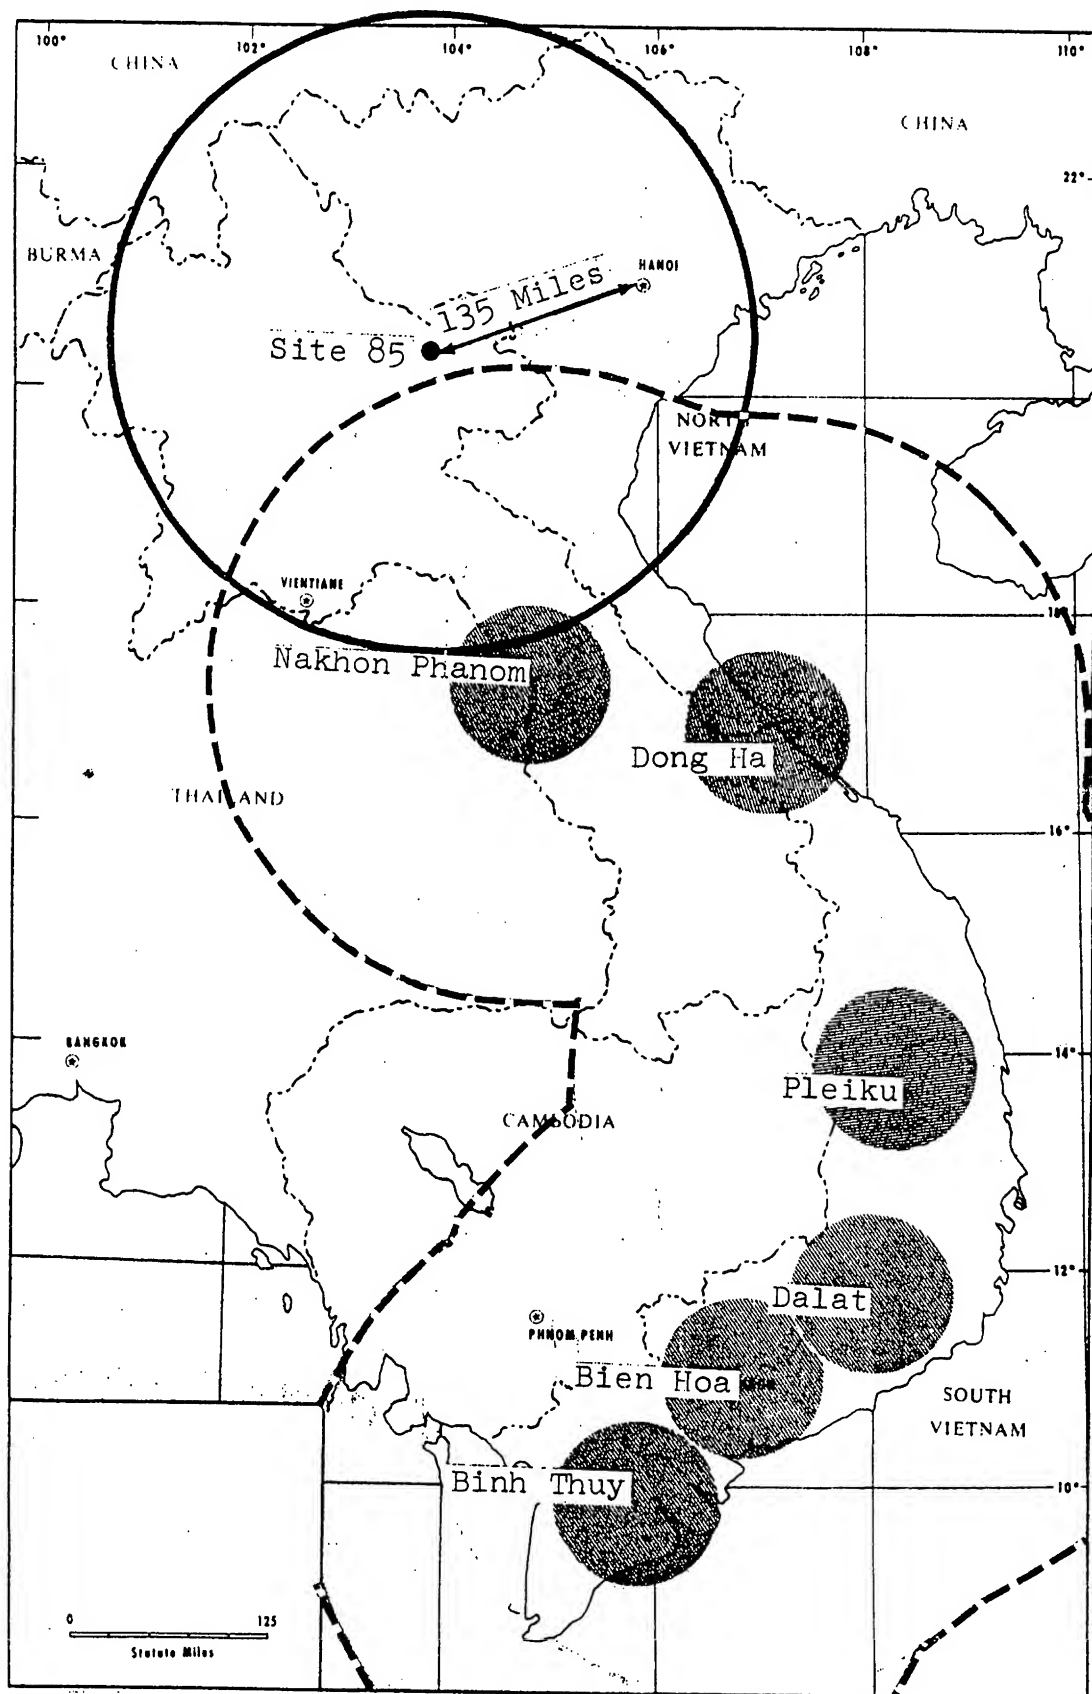 100° 102° 104° 106° 108° 110°
CHINA
CHINA
22°
BURMA
HANOI
135 Miles
Site 85
NORTH
VIETNAM
VIENTIANE
18°
Nakhon Phanom
Dong Ha
THAILAND
16°
BANGKOK
14°
Pleiku
CAMBODIA
12°
Dalat
PHNOM PENH
Bien Hoa
SOUTH
VIETNAM
Binh Thuy
10°
0 125
Statute Miles